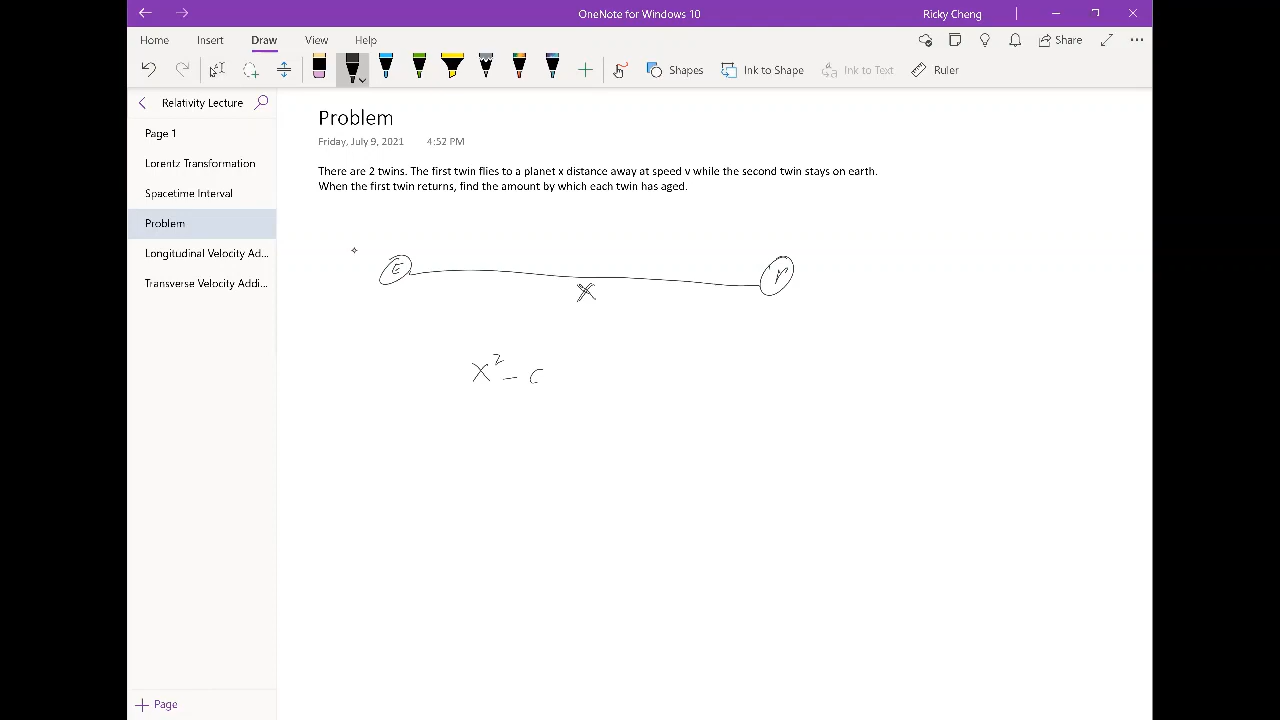 OneNote for Windows 10
Ricky Cheng
Home Insert Draw View Help
Share
Shapes Ink to Shape Ink to Text Ruler
Relativity Lecture
Page 1
Lorentz Transformation
Spacetime Interval
Problem
Longitudinal Velocity Ad...
Transverse Velocity Addi...
Page
Problem
Friday, July 9, 2021 4:52 PM
There are 2 twins. The first twin flies to a planet x distance away at speed v while the second twin stays on earth.
When the first twin returns, find the amount by which each twin has aged.
E P
X
x² - c